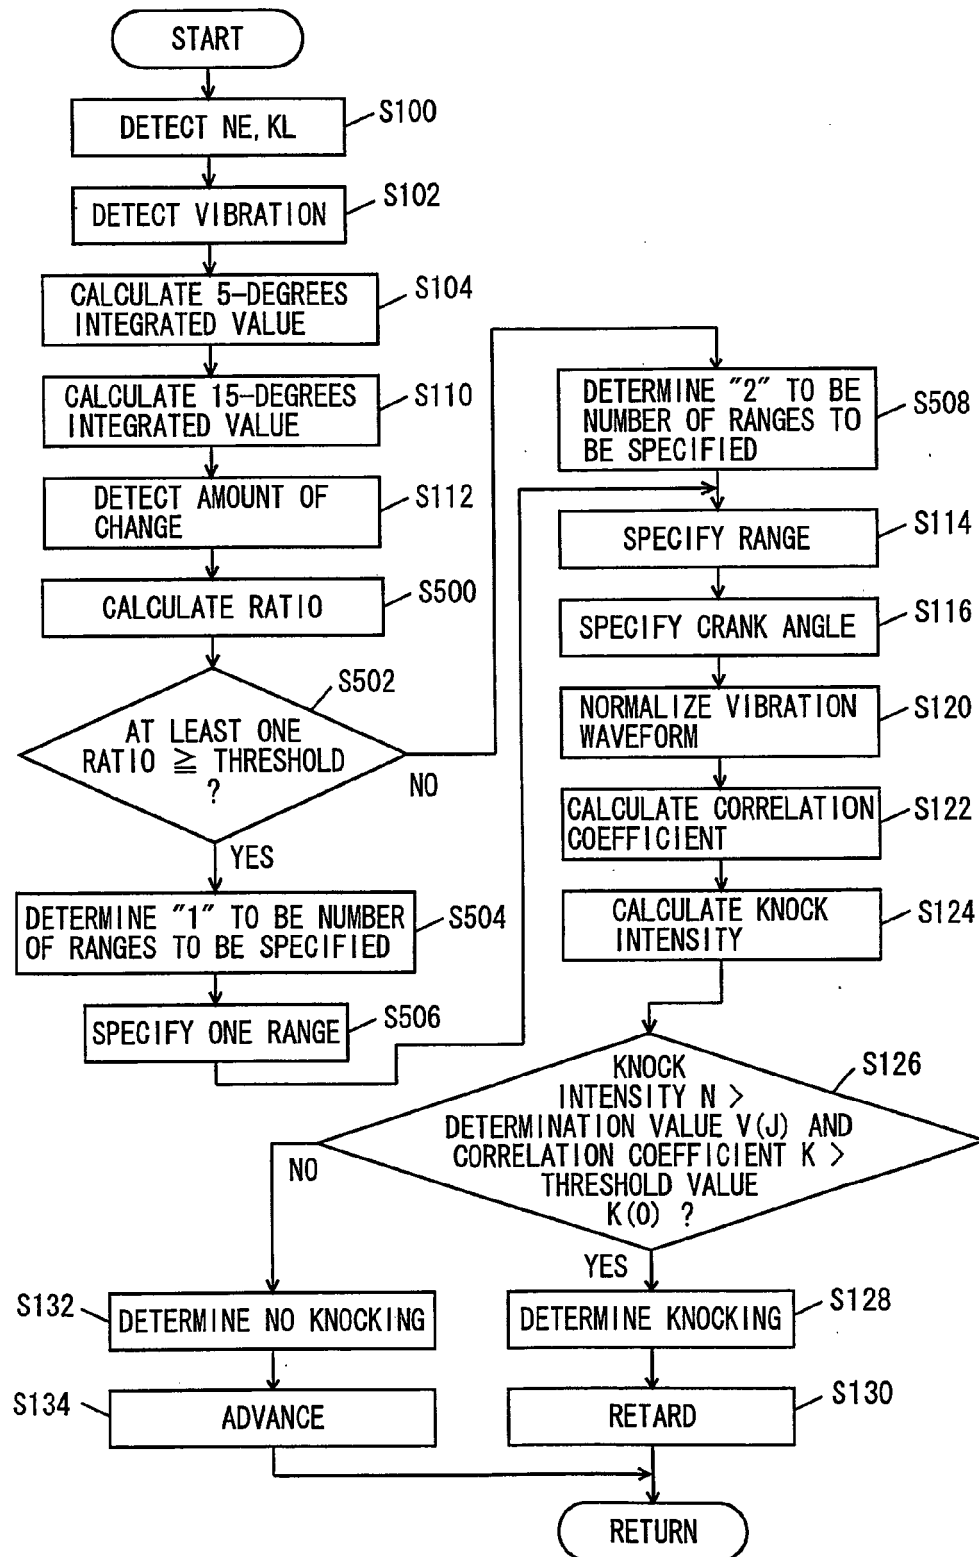 START
DETECT NE, KL
S100
DETECT VIBRATION
S102
CALCULATE 5-DEGREES
INTEGRATED VALUE
S104
CALCULATE 15-DEGREES
INTEGRATED VALUE
S110
DETECT AMOUNT OF
CHANGE
S112
CALCULATE RATIO
S500
S502
AT LEAST ONE
RATIO ≧ THRESHOLD
?
NO
YES
DETERMINE "1" TO BE NUMBER
OF RANGES TO BE SPECIFIED
S504
SPECIFY ONE RANGE
S506
DETERMINE "2" TO BE
NUMBER OF RANGES TO
BE SPECIFIED
S508
SPECIFY RANGE
S114
SPECIFY CRANK ANGLE
S116
NORMALIZE VIBRATION
WAVEFORM
S120
CALCULATE CORRELATION
COEFFICIENT
S122
CALCULATE KNOCK
INTENSITY
S124
S126
KNOCK
INTENSITY N >
DETERMINATION VALUE V(J) AND
CORRELATION COEFFICIENT K >
THRESHOLD VALUE
K(0) ?
NO
YES
S132
DETERMINE NO KNOCKING
DETERMINE KNOCKING
S128
S134
ADVANCE
RETARD
S130
RETURN